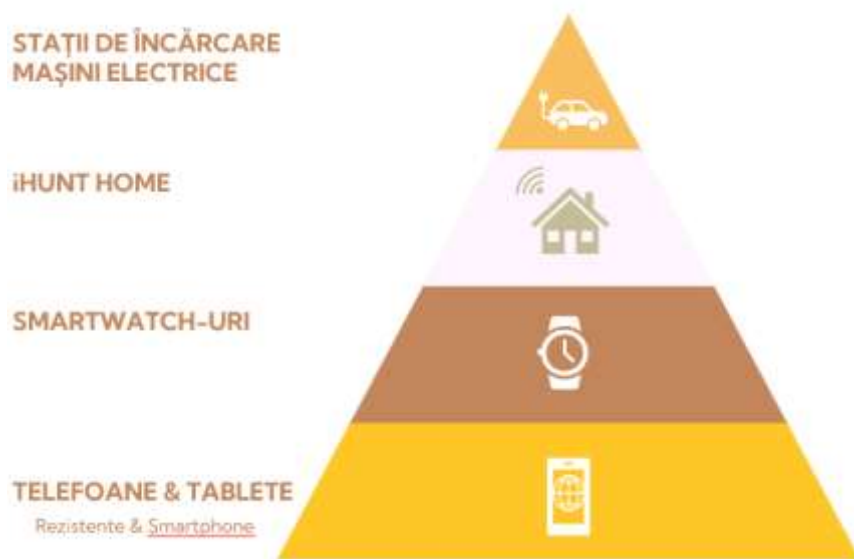 STAȚII DE ÎNCĂRCARE
MAȘINI ELECTRICE
iHUNT HOME
SMARTWATCH-URI
TELEFOANE & TABLETE
Rezistente & Smartphone